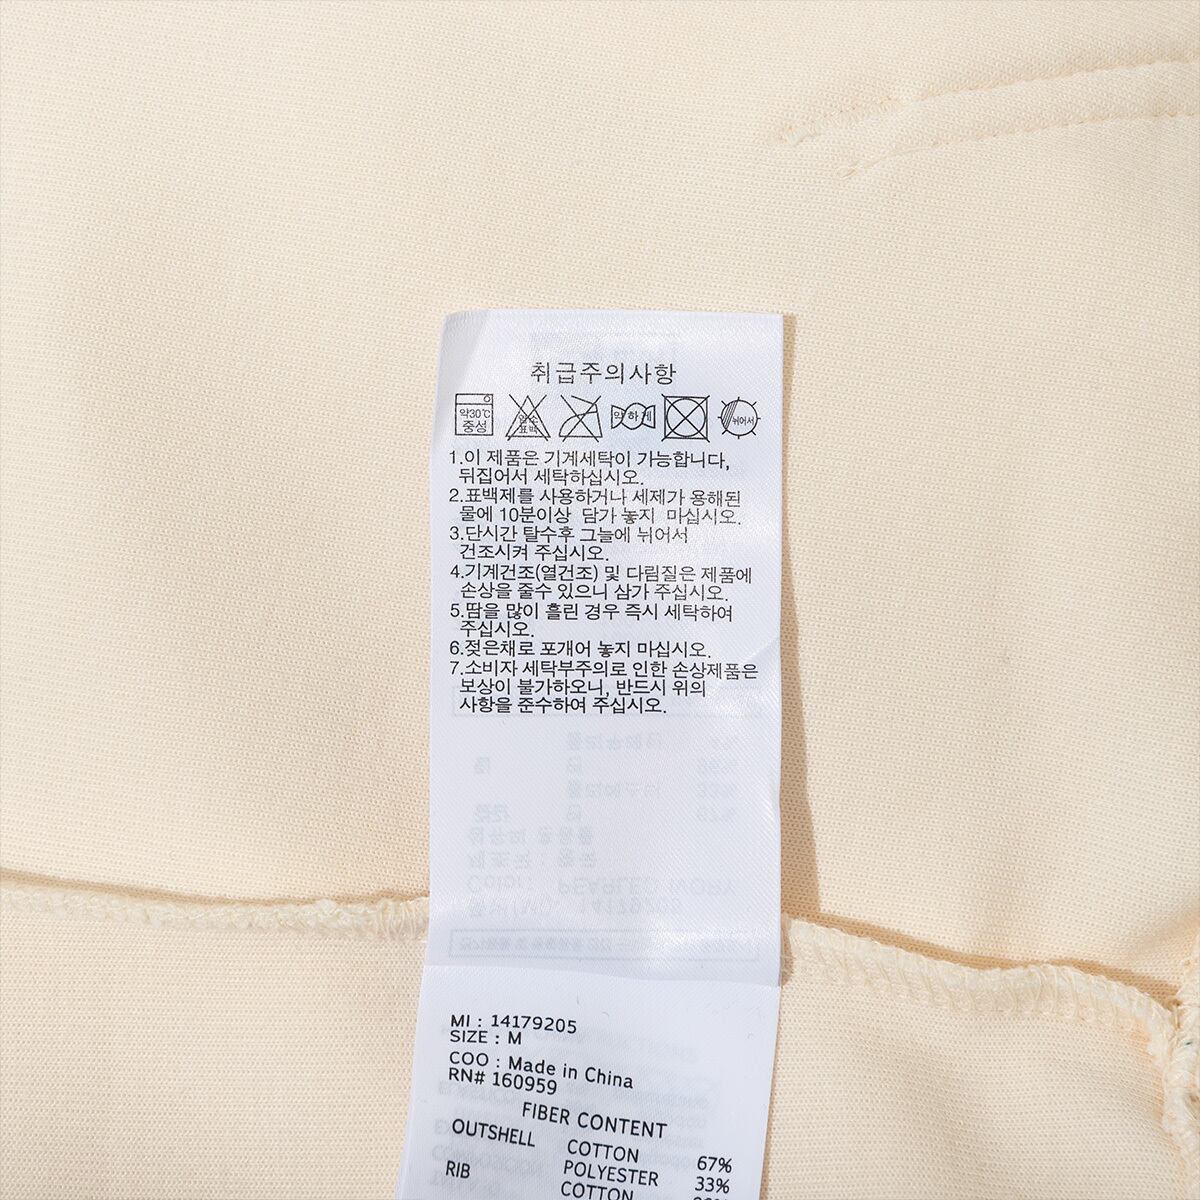 취급주의사항
약30℃ 중성 염소 표백 약하게 뉘어서
1.이 제품은 기계세탁이 가능합니다,
뒤집어서 세탁하십시오.
2.표백제를 사용하거나 세제가 용해된
물에 10분이상 담가 놓지 마십시오.
3.단시간 탈수후 그늘에 뉘어서
건조시켜 주십시오.
4.기계건조(열건조) 및 다림질은 제품에
손상을 줄수 있으니 삼가 주십시오.
5.땀을 많이 흘린 경우 즉시 세탁하여
주십시오.
6.젖은채로 포개어 놓지 마십시오.
7.소비자 세탁부주의로 인한 손상제품은
보상이 불가하오니, 반드시 위의
사항을 준수하여 주십시오.
MI : 14179205
SIZE : M
COO : Made in China
RN# 160959
FIBER CONTENT
OUTSHELL COTTON 67%
POLYESTER 33%
RIB COTTON